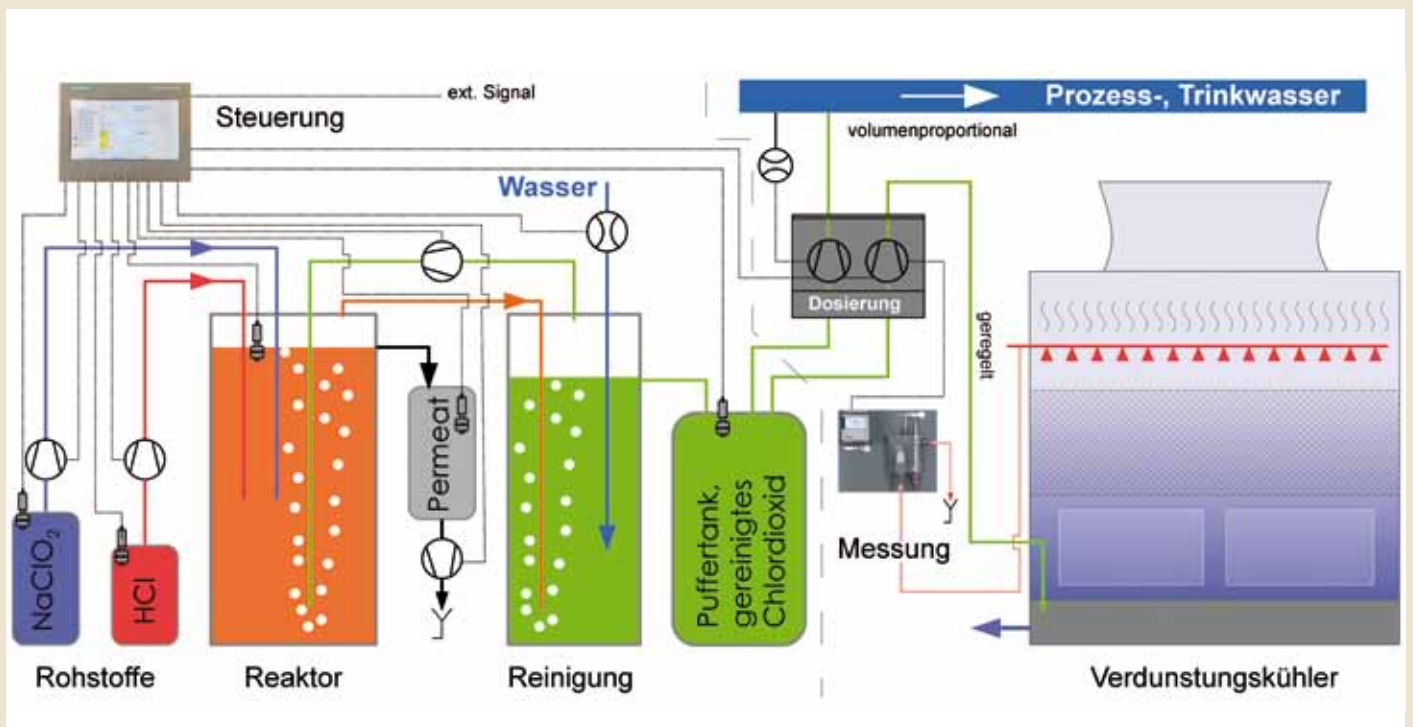 ext. Signal
Steuerung
Prozess-, Trinkwasser
volumenproportional
Wasser
Dosierung
geregelt
Permeat
NaClO₂
HCl
Puffertank,
gereinigtes
Chlordioxid
Messung
Rohstoffe
Reaktor
Reinigung
Verdunstungskühler